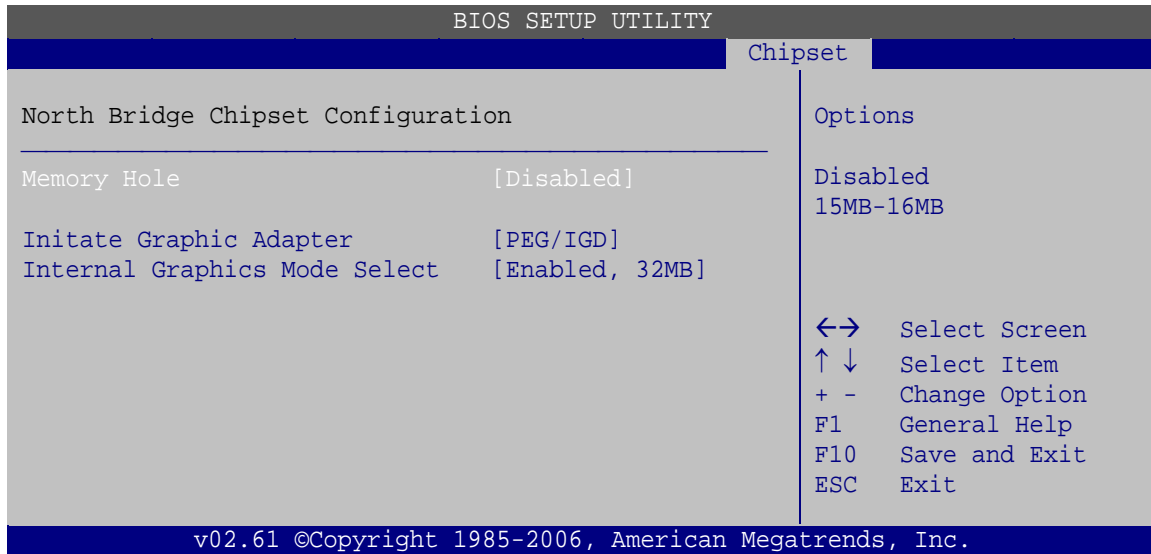 BIOS SETUP UTILITY
Chipset
North Bridge Chipset Configuration
Memory Hole [Disabled]
Initate Graphic Adapter [PEG/IGD]
Internal Graphics Mode Select [Enabled, 32MB]
Options
Disabled
15MB-16MB
←→ Select Screen
↑ ↓ Select Item
+ - Change Option
F1 General Help
F10 Save and Exit
ESC Exit
v02.61 ©Copyright 1985-2006, American Megatrends, Inc.